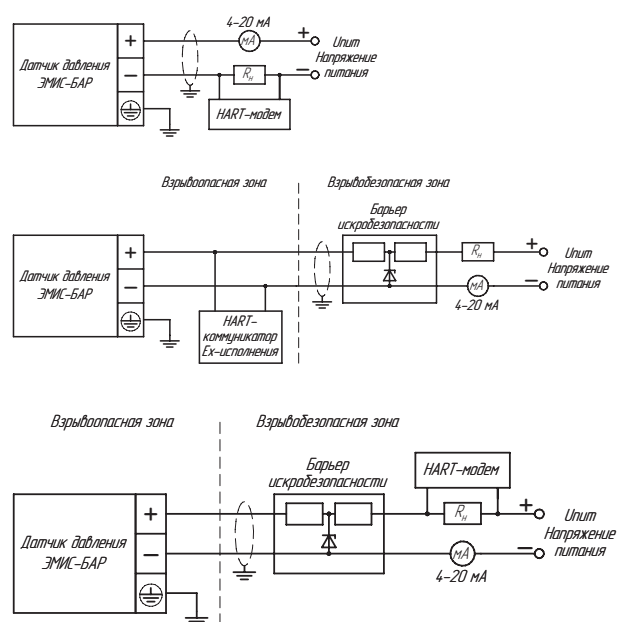 4–20 мА
Датчик давления
ЭМИС–БАР
+
мА
+
Uпит
Напряжение
питания
–
Rн
–
HART–модем
Взрывоопасная зона
Взрывобезопасная зона
Барьер
искробезопасности
Датчик давления
ЭМИС–БАР
+
Rн
+
Uпит
Напряжение
питания
–
мА
–
4–20 мА
HART–
коммуникатор
Ex–исполнения
Взрывоопасная зона
Взрывобезопасная зона
Барьер
искробезопасности
HART–модем
Датчик давления
ЭМИС–БАР
+
Rн
+
Uпит
Напряжение
питания
–
мА
–
4–20 мА